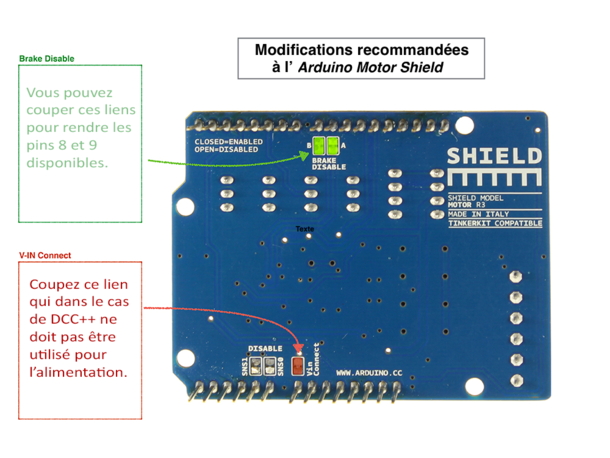 Modifications recommandées
à l' Arduino Motor Shield
Brake Disable
Vous pouvez
couper ces liens
pour rendre les
pins 8 et 9
disponibles.
CLOSED=ENABLED
OPEN=DISABLED
B
A
BRAKE
DISABLE
SHIELD
SHIELD MODEL
MOTOR R3
MADE IN ITALY
TINKERKIT COMPATIBLE
Texte
V-IN Connect
Coupez ce lien
qui dans le cas
de DCC++ ne
doit pas être
utilisé pour
l'alimentation.
DISABLE
SNS1
SNS0
Vin
Connect
WWW.ARDUINO.CC